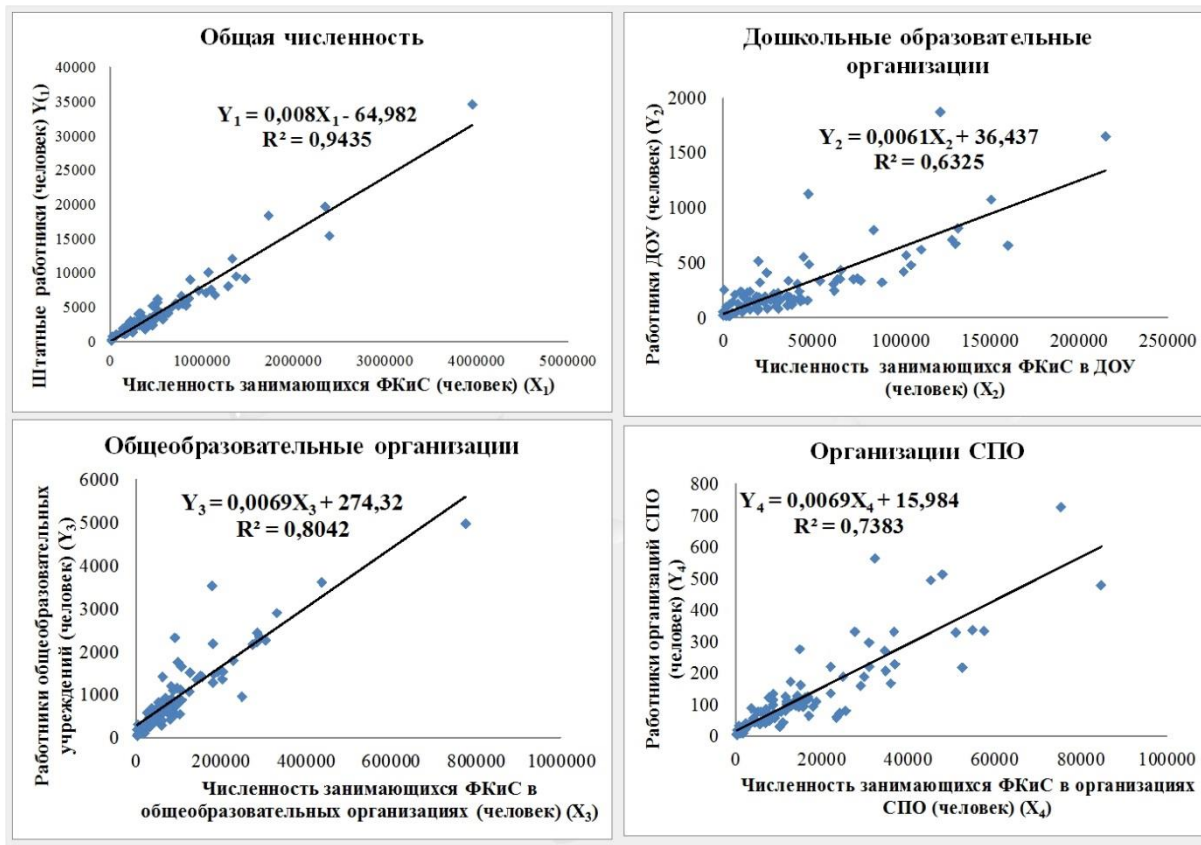 Общая численность
Штатные работники (человек) Y(₁)
40000
35000
30000
25000
20000
15000
10000
5000
0
Y₁ = 0,008X₁ - 64,982
R² = 0,9435
0 1000000 2000000 3000000 4000000 5000000
Численность занимающихся ФКиС (человек) (X₁)
Дошкольные образовательные
организации
Работники ДОУ (человек) (Y₂)
2000
1500
1000
500
0
Y₂ = 0,0061X₂ + 36,437
R² = 0,6325
0 50000 100000 150000 200000 250000
Численность занимающихся ФКиС в ДОУ
(человек) (X₂)
Общеобразовательные организации
Работники общеобразовательных
учреждений (человек) (Y₃)
6000
5000
4000
3000
2000
1000
0
Y₃ = 0,0069X₃ + 274,32
R² = 0,8042
0 200000 400000 600000 800000 1000000
Численность занимающихся ФКиС в
общеобразовательных организациях (человек) (X₃)
Организации СПО
Работники организаций СПО
(человек) (Y₄)
800
700
600
500
400
300
200
100
0
Y₄ = 0,0069X₄ + 15,984
R² = 0,7383
0 20000 40000 60000 80000 100000
Численность занимающихся ФКиС в организациях
СПО (человек) (X₄)